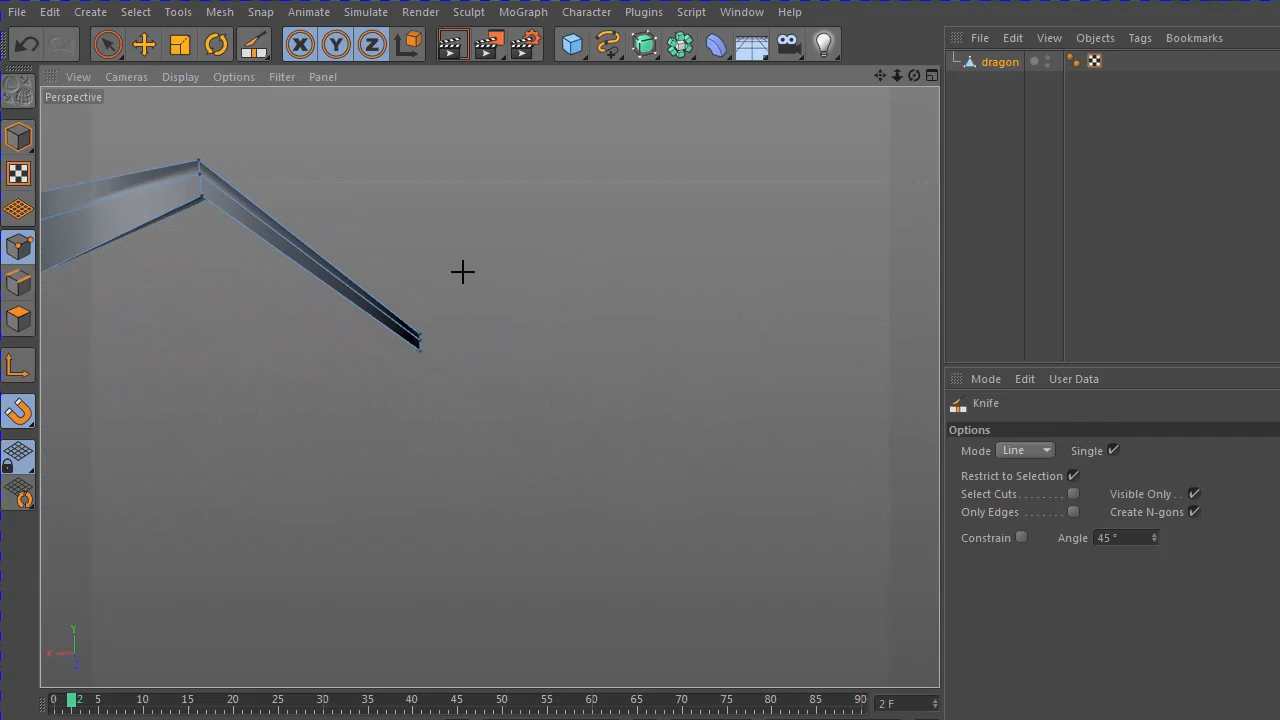 File Edit Create Select Tools Mesh Snap Animate Simulate Render Sculpt MoGraph Character Plugins Script Window Help
X Y Z
File Edit View Objects Tags Bookmarks
dragon
View Cameras Display Options Filter Panel
Perspective
Mode Edit User Data
Knife
Options
Mode Line Single
Restrict to Selection
Select Cuts Visible Only
Only Edges Create N-gons
Constrain Angle 45 °
Y
X
Z
0 2 5 10 15 20 25 30 35 40 45 50 55 60 65 70 75 80 85 90 2 F